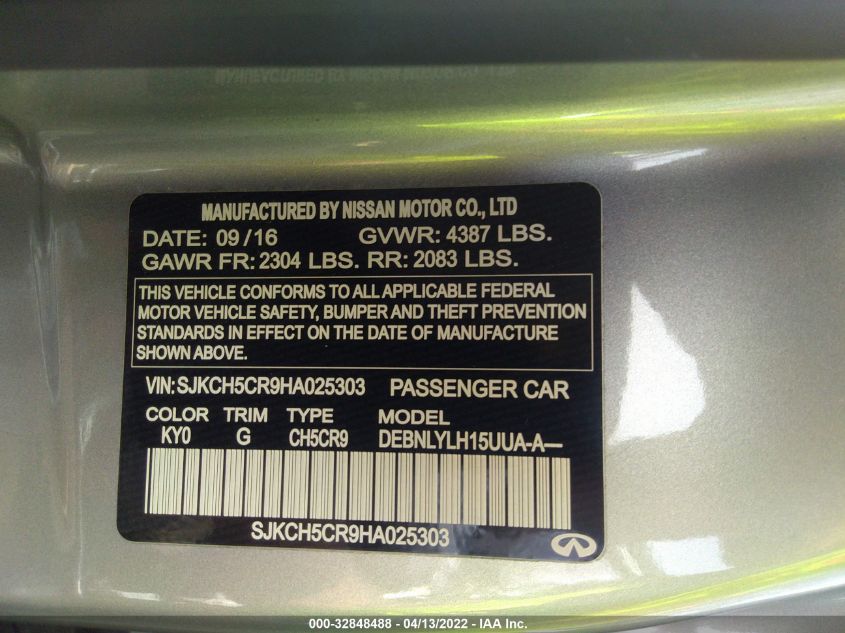 MANUFACTURED BY NISSAN MOTOR CO., LTD
DATE: 09/16 GVWR: 4387 LBS.
GAWR FR: 2304 LBS. RR: 2083 LBS.
THIS VEHICLE CONFORMS TO ALL APPLICABLE FEDERAL
MOTOR VEHICLE SAFETY, BUMPER AND THEFT PREVENTION
STANDARDS IN EFFECT ON THE DATE OF MANUFACTURE
SHOWN ABOVE.
VIN: SJKCH5CR9HA025303 PASSENGER CAR
COLOR TRIM TYPE MODEL
KY0 G CH5CR9 DEBNLYLH15UUA-A—
SJKCH5CR9HA025303
000-32848488 - 04/13/2022 - IAA Inc.